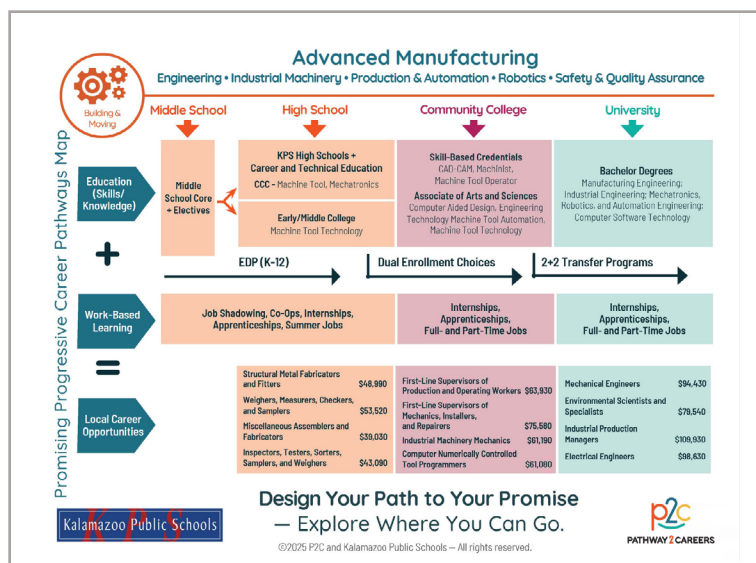 Advanced Manufacturing
Engineering • Industrial Machinery • Production & Automation • Robotics • Safety & Quality Assurance
Building &
Moving
Middle School
High School
Community College
University
Promising Progressive Career Pathways Map
Education
(Skills/
Knowledge)
Middle
School Core
+ Electives
KPS High Schools +
Career and Technical Education
CCC - Machine Tool, Mechatronics
Early/Middle College
Machine Tool Technology
Skill-Based Credentials
CAD-CAM, Machinist,
Machine Tool Operator
Associate of Arts and Sciences
Computer Aided Design, Engineering
Technology Machine Tool Automation,
Machine Tool Technology
Bachelor Degrees
Manufacturing Engineering;
Industrial Engineering; Mechatronics,
Robotics, and Automation Engineering;
Computer Software Technology
+
EDP (K-12)
Dual Enrollment Choices
2+2 Transfer Programs
Work-Based
Learning
Job Shadowing, Co-Ops, Internships,
Apprenticeships, Summer Jobs
Internships,
Apprenticeships,
Full- and Part-Time Jobs
Internships,
Apprenticeships,
Full- and Part-Time Jobs
=
Local Career
Opportunities
Structural Metal Fabricators
and Fitters $48,990
Weighers, Measurers, Checkers,
and Samplers $53,520
Miscellaneous Assemblers and
Fabricators $39,030
Inspectors, Testers, Sorters,
Samplers, and Weighers $43,090
First-Line Supervisors of
Production and Operating Workers $63,930
First-Line Supervisors of
Mechanics, Installers,
and Repairers $75,580
Industrial Machinery Mechanics $61,190
Computer Numerically Controlled
Tool Programmers $61,080
Mechanical Engineers $94,430
Environmental Scientists and
Specialists $79,540
Industrial Production
Managers $109,930
Electrical Engineers $98,630
KPS
Kalamazoo Public Schools
Design Your Path to Your Promise
— Explore Where You Can Go.
©2025 P2C and Kalamazoo Public Schools — All rights reserved.
p2c
PATHWAY2CAREERS